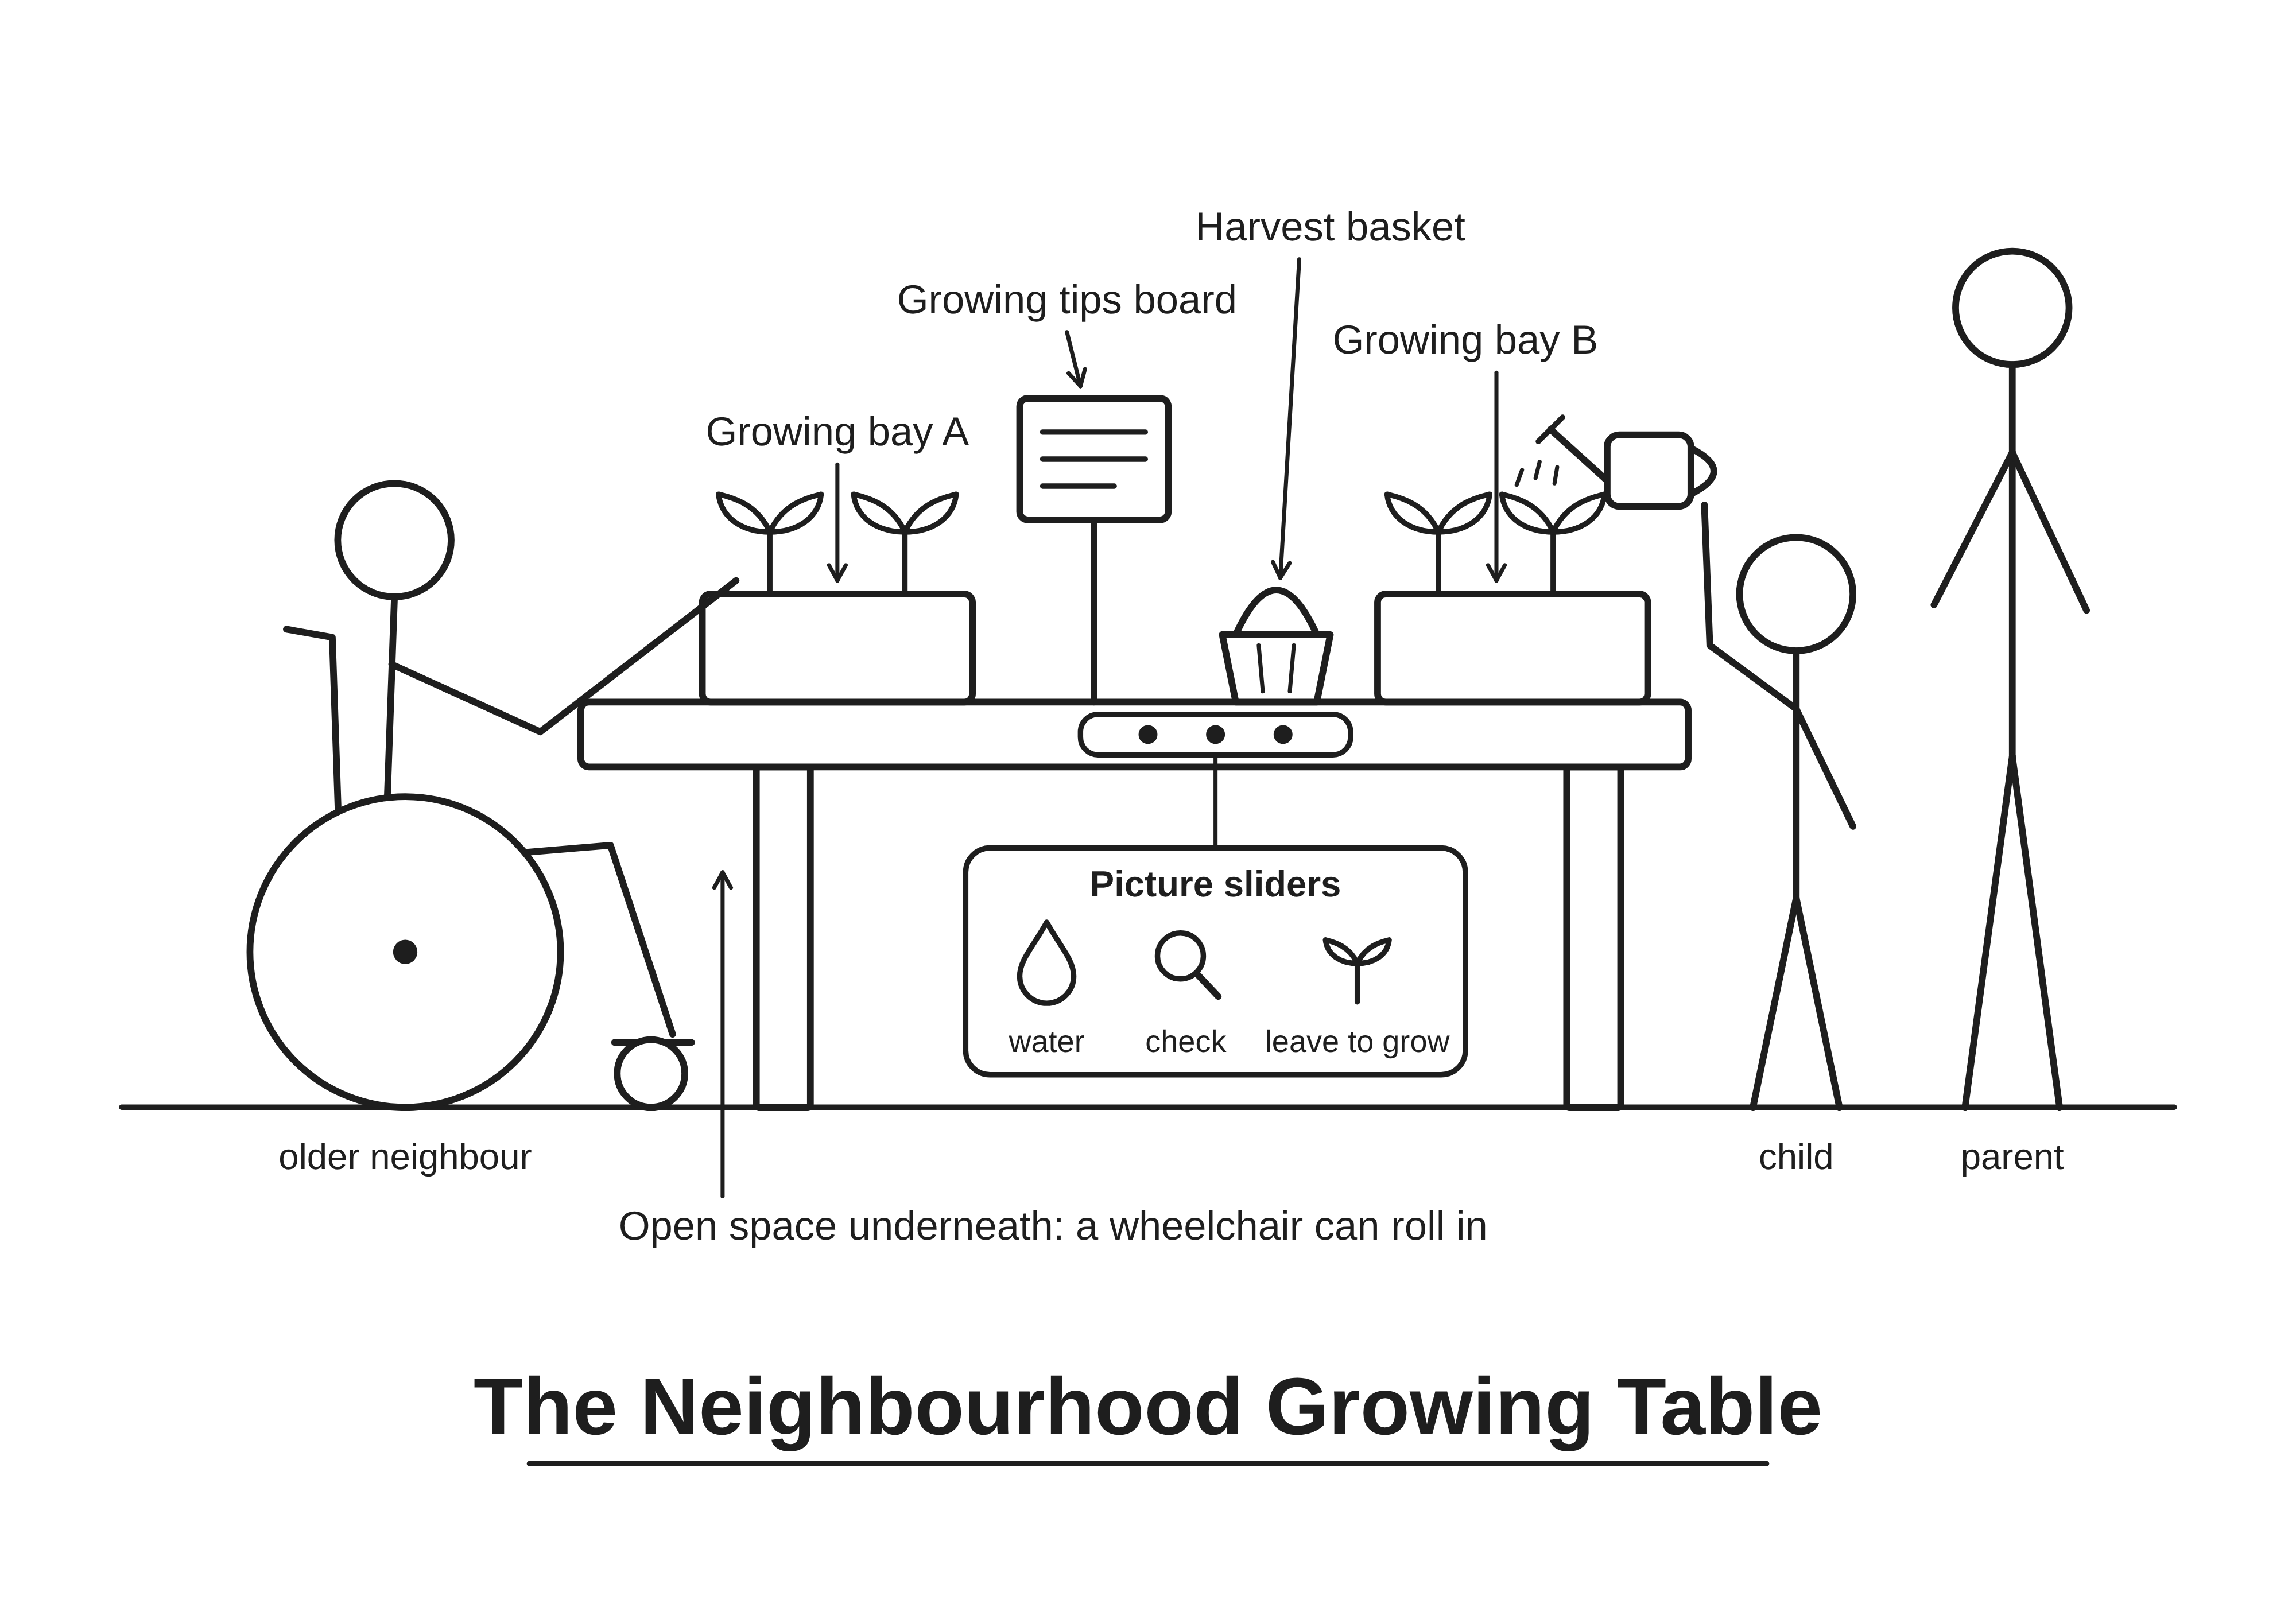 Harvest basket
Growing tips board
Growing bay B
Growing bay A
Picture sliders
water
check
leave to grow
older neighbour
child
parent
Open space underneath: a wheelchair can roll in
The Neighbourhood Growing Table